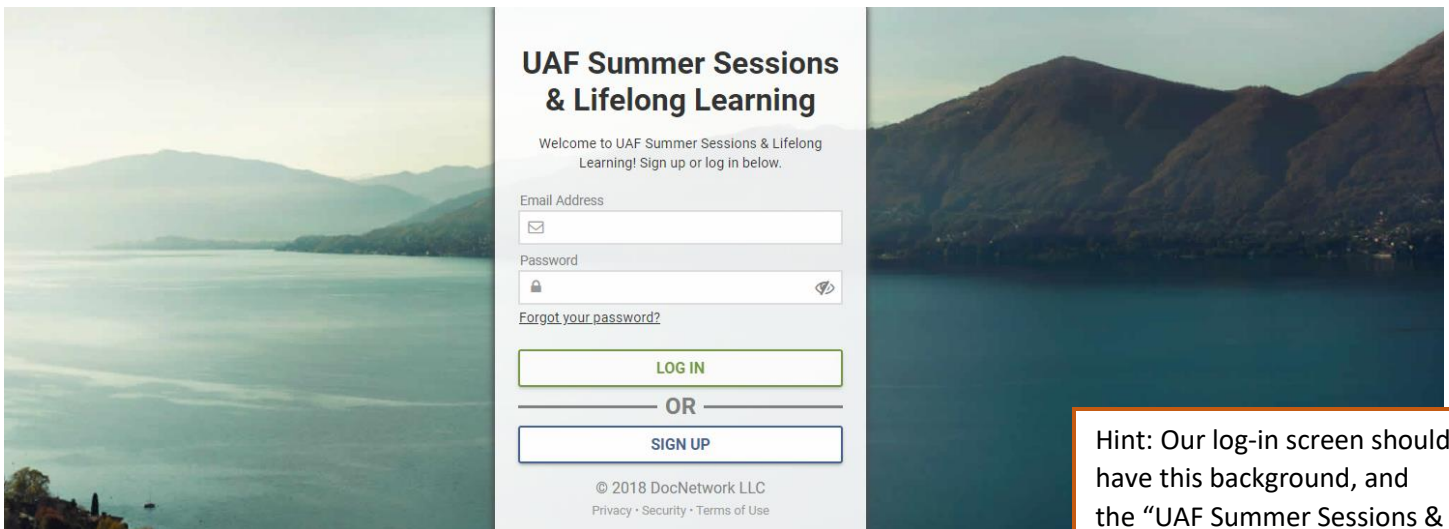 UAF Summer Sessions
& Lifelong Learning
Welcome to UAF Summer Sessions & Lifelong
Learning! Sign up or log in below.
Email Address
Password
Forgot your password?
LOG IN
OR
SIGN UP
© 2018 DocNetwork LLC
Privacy • Security • Terms of Use
Hint: Our log-in screen should
have this background, and
the “UAF Summer Sessions &